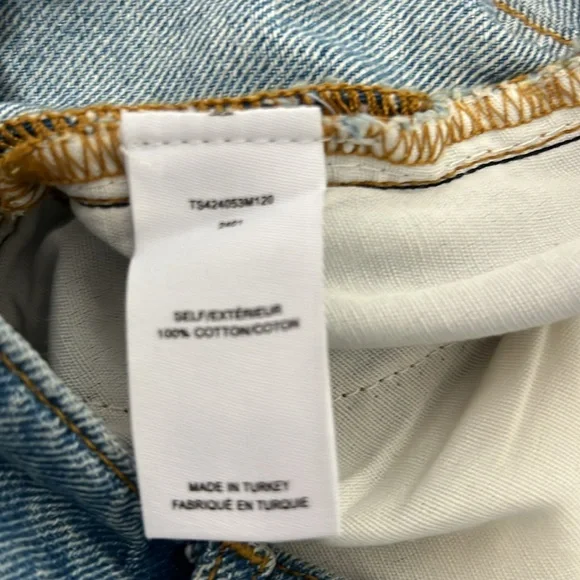 TS424053M120
SELF/EXTÉRIEUR
100% COTTON/COTON
MADE IN TURKEY
FABRIQUÉ EN TURQUIE